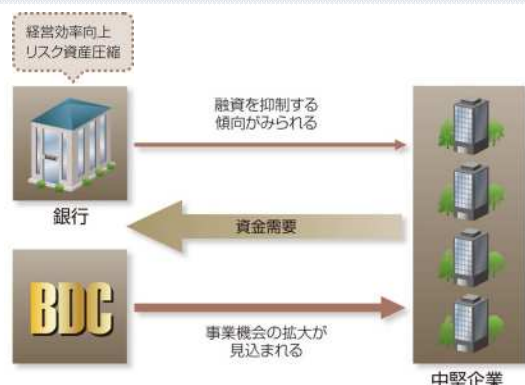 経営効率向上
リスク資産圧縮
融資を抑制する
傾向がみられる
銀行
資金需要
BDC
事業機会の拡大が
見込まれる
中堅企業